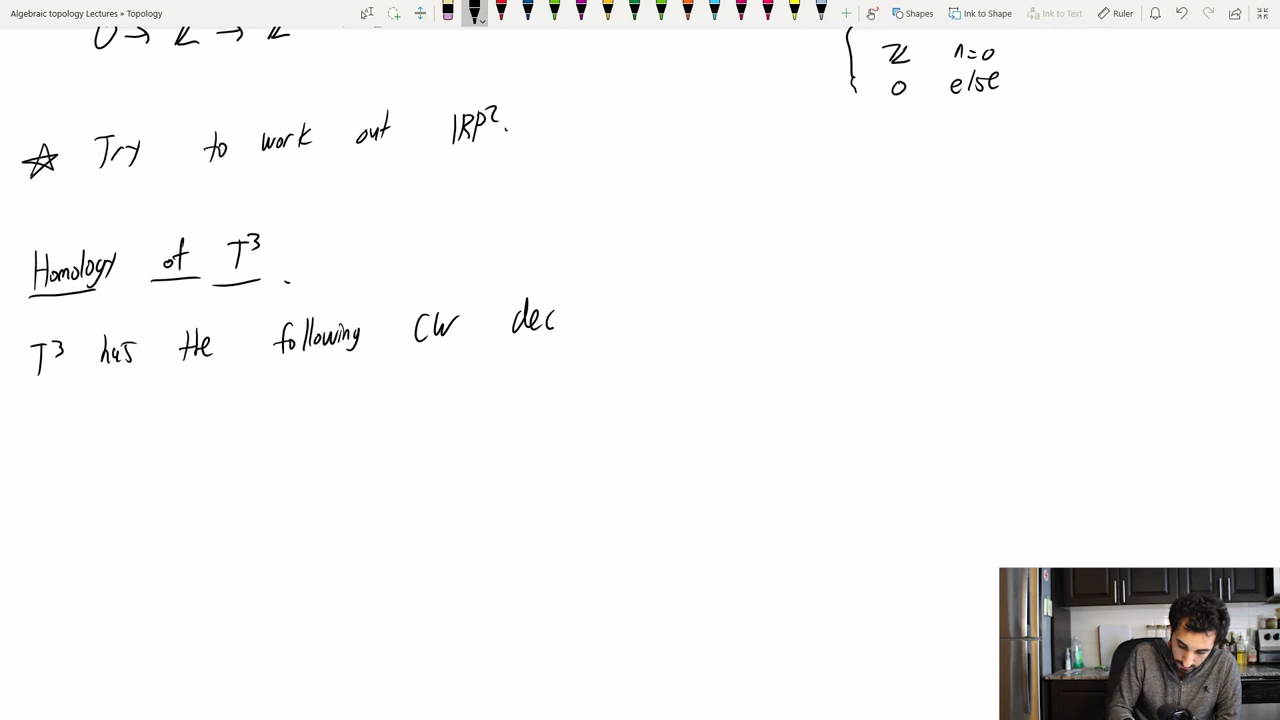 Algebraic topology Lectures » Topology
Shapes
Ink to Shape
Ink to Text
Ruler
0 → ℤ → ℤ
ℤ n=0
0 else
☆ Try to work out IRP².
Homology of T³.
T³ has the following CW dec